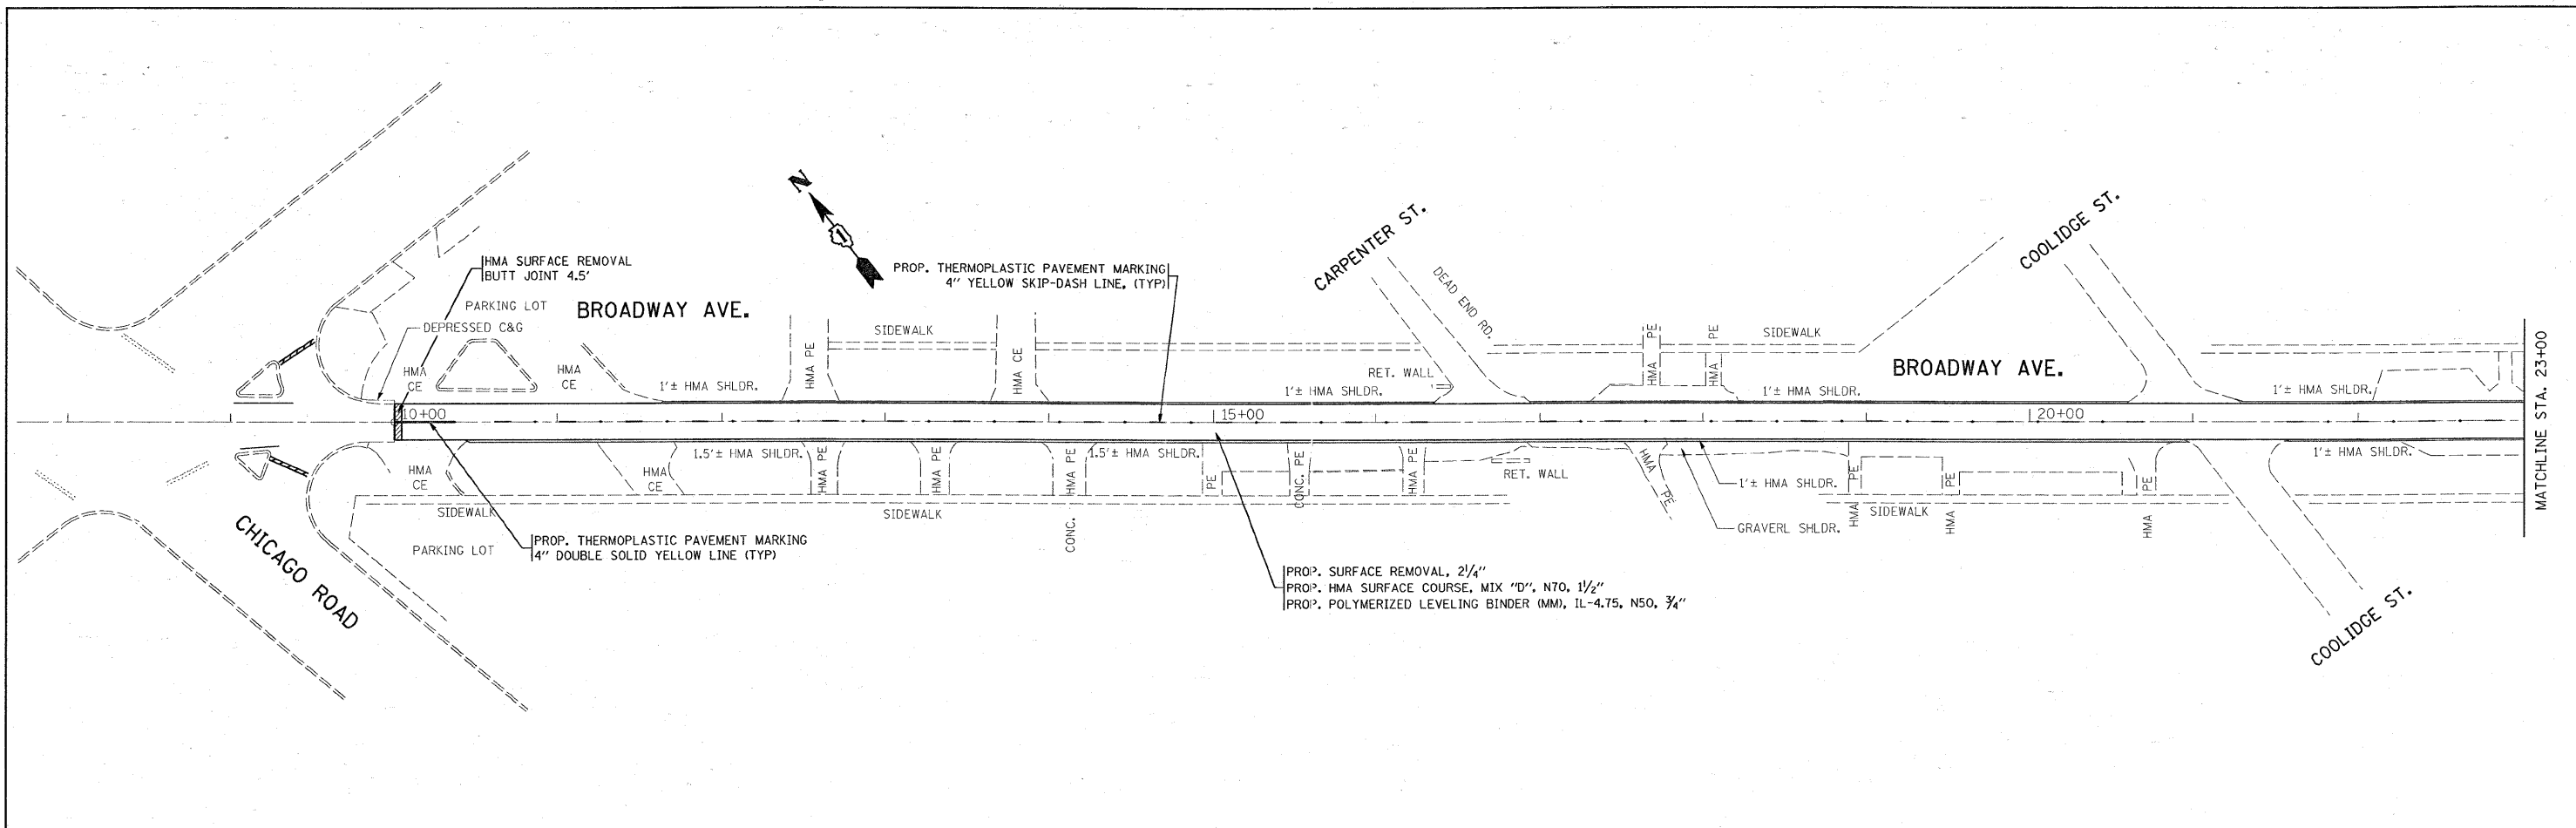 N
CARPENTER ST.
COOLIDGE ST.
HMA SURFACE REMOVAL
BUTT JOINT 4.5'
PARKING LOT
BROADWAY AVE.
DEPRESSED C&G
PROP. THERMOPLASTIC PAVEMENT MARKING
4" YELLOW SKIP-DASH LINE, (TYP)
DEAD END RD.
SIDEWALK
HMA PE
HMA CE
HMA
CE
HMA
CE
1'± HMA SHLDR.
RET. WALL
1'± HMA SHLDR.
HMA PE
HMA PE
SIDEWALK
1'± HMA SHLDR.
BROADWAY AVE.
1'± HMA SHLDR.
MATCHLINE STA. 23+00
10+00
15+00
20+00
HMA
CE
HMA
CE
1.5'± HMA SHLDR.
HMA PE
HMA PE
CONC. HMA PE
1.5'± HMA SHLDR.
PE
CONC. PE
HMA PE
RET. WALL
HMA PE
1'± HMA SHLDR.
GRAVERL SHLDR.
HMA PE
SIDEWALK
HMA PE
HMA PE
1'± HMA SHLDR.
SIDEWALK
SIDEWALK
PARKING LOT
CHICAGO ROAD
PROP. THERMOPLASTIC PAVEMENT MARKING
4" DOUBLE SOLID YELLOW LINE (TYP)
PROP. SURFACE REMOVAL, 2 1/4"
PROP. HMA SURFACE COURSE, MIX "D", N70, 1 1/2"
PROP. POLYMERIZED LEVELING BINDER (MM), IL-4.75, N50, 3/4"
COOLIDGE ST.